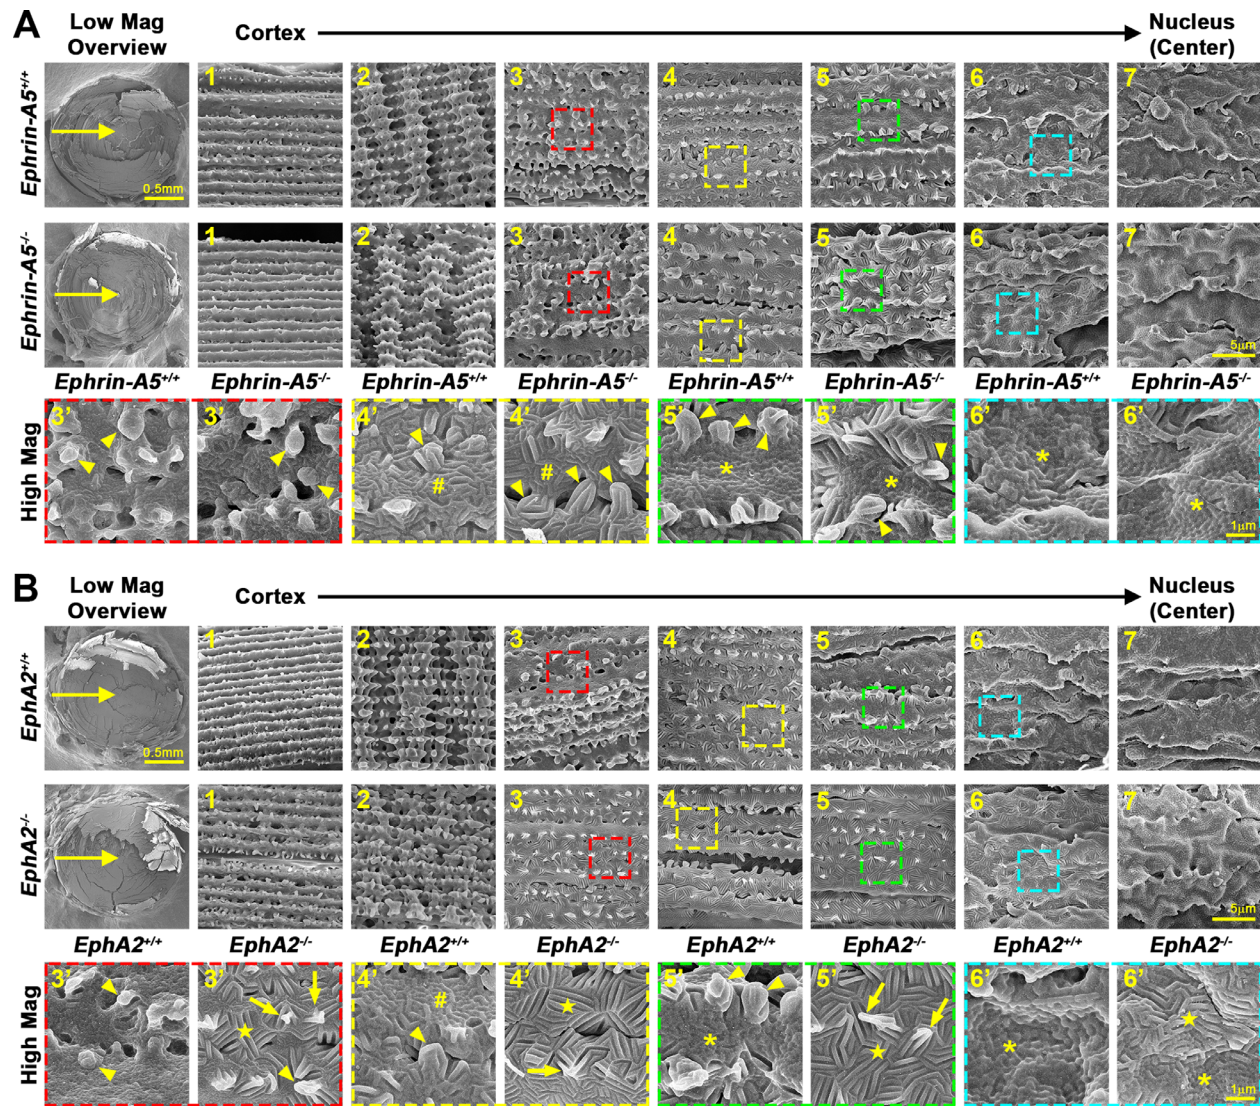 A
Low Mag
Overview
Cortex
Nucleus
(Center)
Ephrin-A5+/+
0.5mm
1
2
3
4
5
6
7
Ephrin-A5-/-
1
2
3
4
5
6
7
5µm
Ephrin-A5+/+ Ephrin-A5-/- Ephrin-A5+/+ Ephrin-A5-/- Ephrin-A5+/+ Ephrin-A5-/- Ephrin-A5+/+ Ephrin-A5-/-
High Mag
3’
3’
4’
#
4’
#
5’
*
5’
*
6’
*
6’
*
1µm
B
Low Mag
Overview
Cortex
Nucleus
(Center)
EphA2+/+
0.5mm
1
2
3
4
5
6
7
EphA2-/-
1
2
3
4
5
6
7
5µm
EphA2+/+ EphA2-/- EphA2+/+ EphA2-/- EphA2+/+ EphA2-/- EphA2+/+ EphA2-/-
High Mag
3’
3’
4’
#
4’
5’
*
5’
6’
*
6’
*
1µm